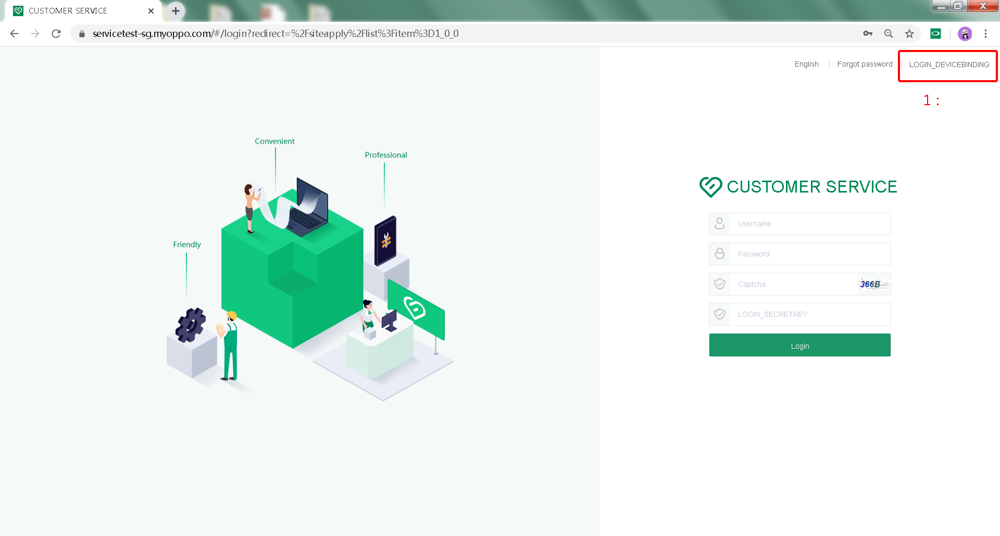 CUSTOMER SERVICE
servicetest-sg.myoppo.com/#/login?redirect=%2Fsiteapply%2Flist%3Fitem%3D1_0_0
English
Forgot password
LOGIN_DEVICEBINDING
1 :
Convenient
Professional
Friendly
CUSTOMER SERVICE
Username
Password
Captcha
366B
LOGIN_SECRETKEY
Login